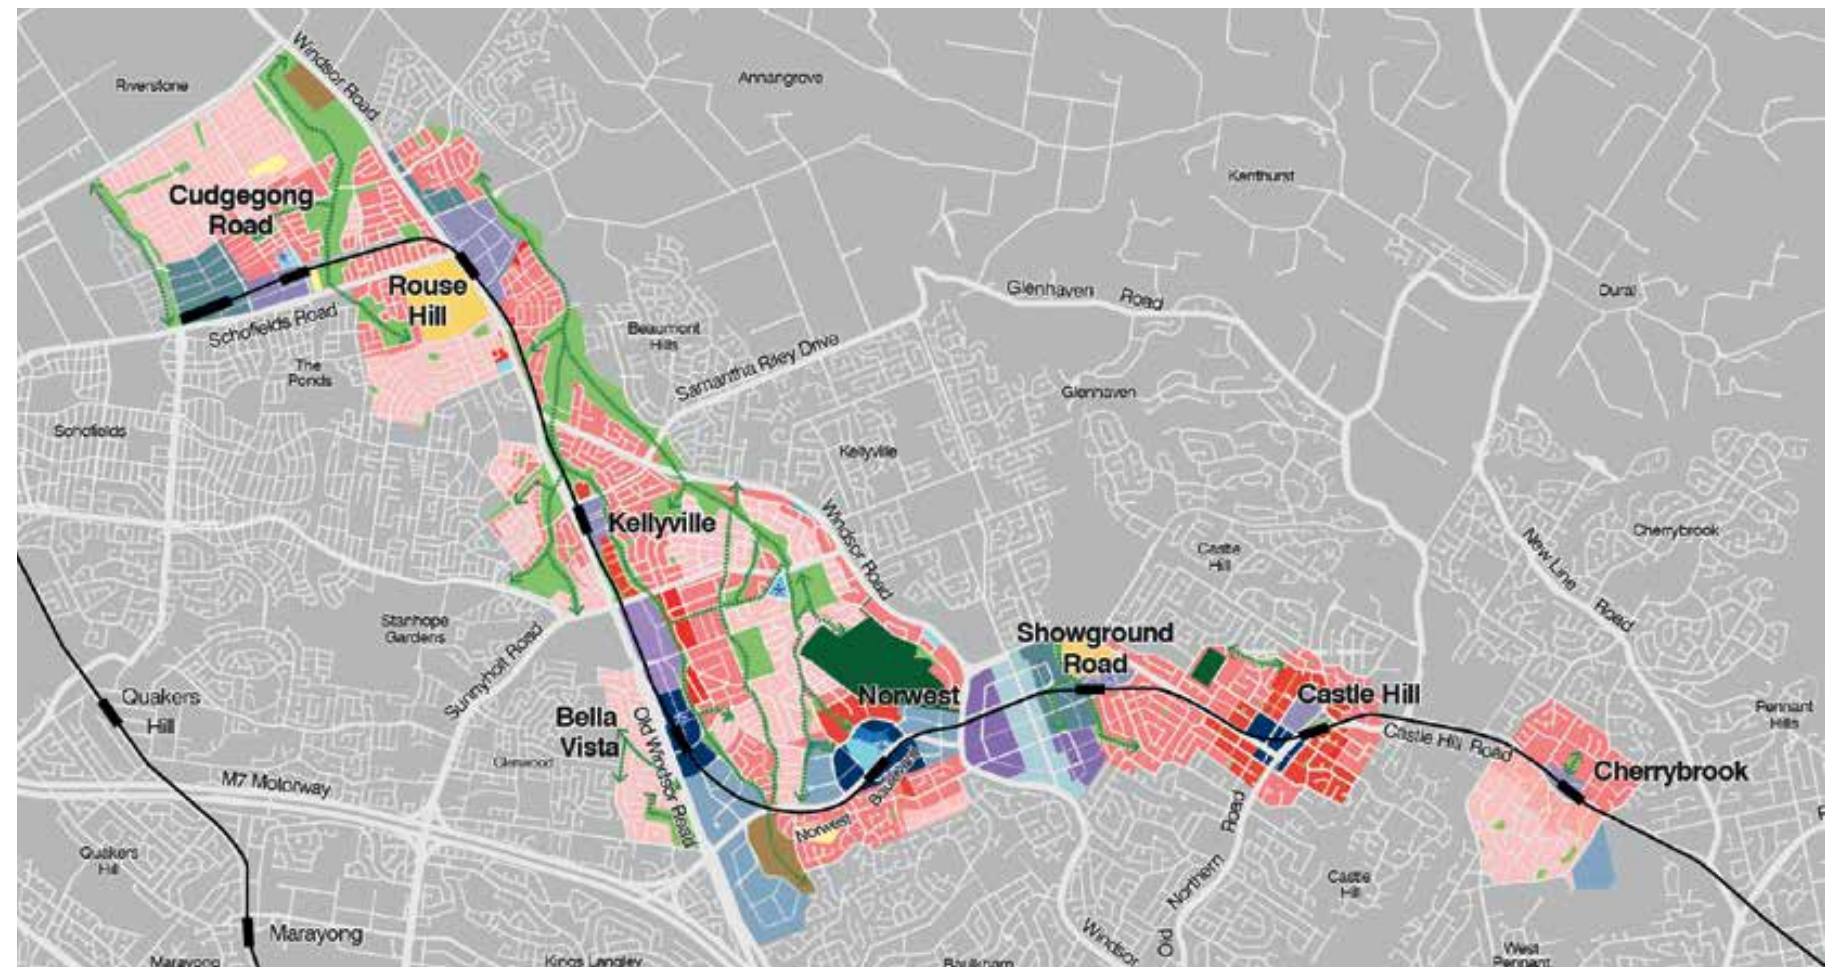 Windsor Road
Riverstone
Annangrove
Kenthurst
Cudgegong
Road
Rouse
Hill
Schofields Road
The
Ponds
Beaumont
Hills
Glenhaven Road
Dural
Samantha Riley Drive
Glenhaven
Schofields
Kellyville
Kellyville
Windsor Road
Castle
Hill
Cherrybrook
New Line Road
Stanhope
Gardens
Sunnyholt Road
Showground
Road
Quakers
Hill
Norwest
Castle Hill
Bella
Vista
Old Windsor Road
Pennant
Hills
Castle Hill Road
Glenwood
M7 Motorway
Boulevard
Cherrybrook
Norwest
Road
Quakers
Hill
Northern
Castle
Hill
Marayong
Old
Windsor
West
Pennant
Marayong
Kings Langley
Baulkham